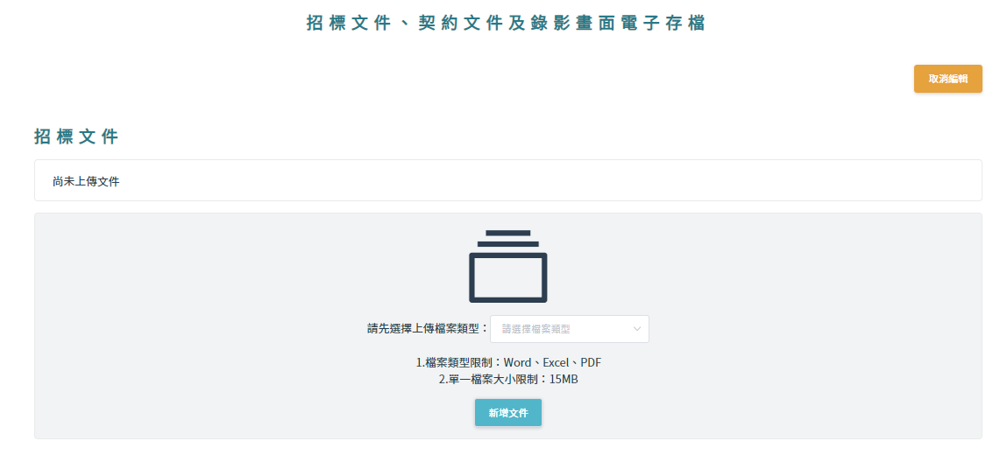 招標文件、契約文件及錄影畫面電子存檔
取消編輯
招標文件
尚未上傳文件
請先選擇上傳檔案類型：請選擇檔案類型
1.檔案類型限制：Word、Excel、PDF
2.單一檔案大小限制：15MB
新增文件